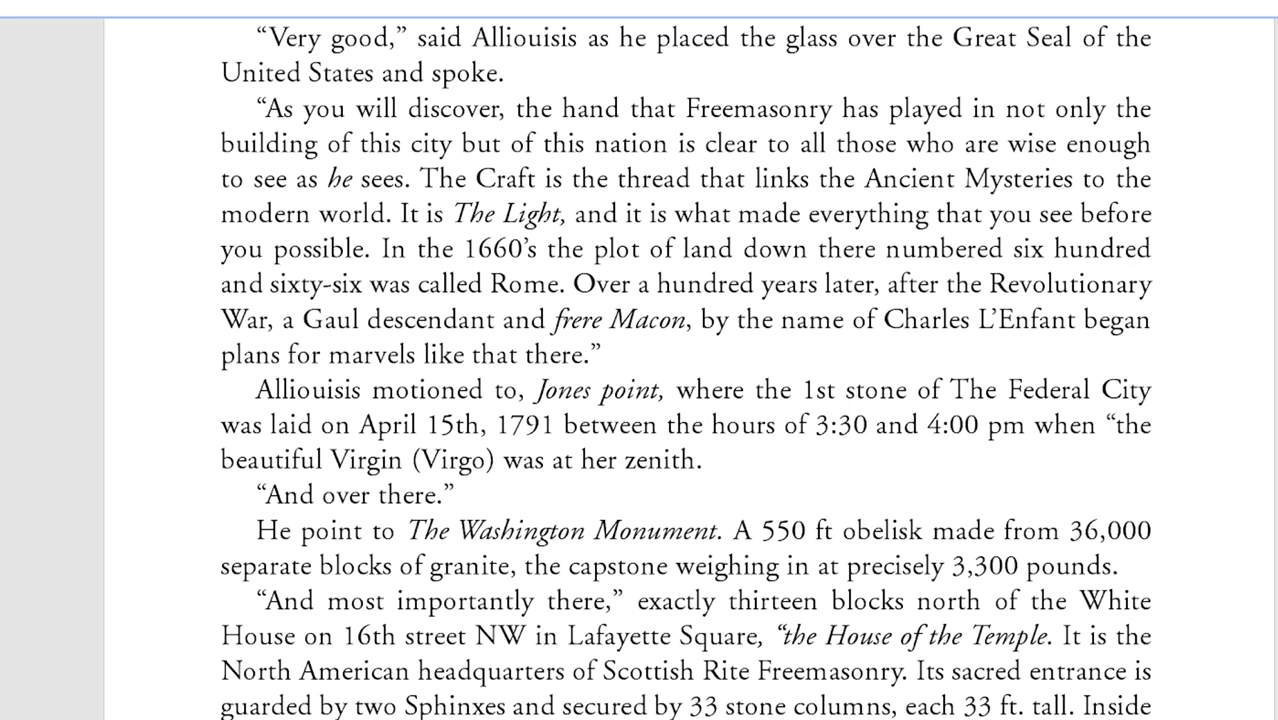 “Very good,” said Alliouisis as he placed the glass over the Great Seal of the
United States and spoke.
“As you will discover, the hand that Freemasonry has played in not only the
building of this city but of this nation is clear to all those who are wise enough
to see as he sees. The Craft is the thread that links the Ancient Mysteries to the
modern world. It is The Light, and it is what made everything that you see before
you possible. In the 1660’s the plot of land down there numbered six hundred
and sixty-six was called Rome. Over a hundred years later, after the Revolutionary
War, a Gaul descendant and frere Macon, by the name of Charles L’Enfant began
plans for marvels like that there.”
Alliouisis motioned to, Jones point, where the 1st stone of The Federal City
was laid on April 15th, 1791 between the hours of 3:30 and 4:00 pm when “the
beautiful Virgin (Virgo) was at her zenith.
“And over there.”
He point to The Washington Monument. A 550 ft obelisk made from 36,000
separate blocks of granite, the capstone weighing in at precisely 3,300 pounds.
“And most importantly there,” exactly thirteen blocks north of the White
House on 16th street NW in Lafayette Square, “the House of the Temple. It is the
North American headquarters of Scottish Rite Freemasonry. Its sacred entrance is
guarded by two Sphinxes and secured by 33 stone columns, each 33 ft. tall. Inside